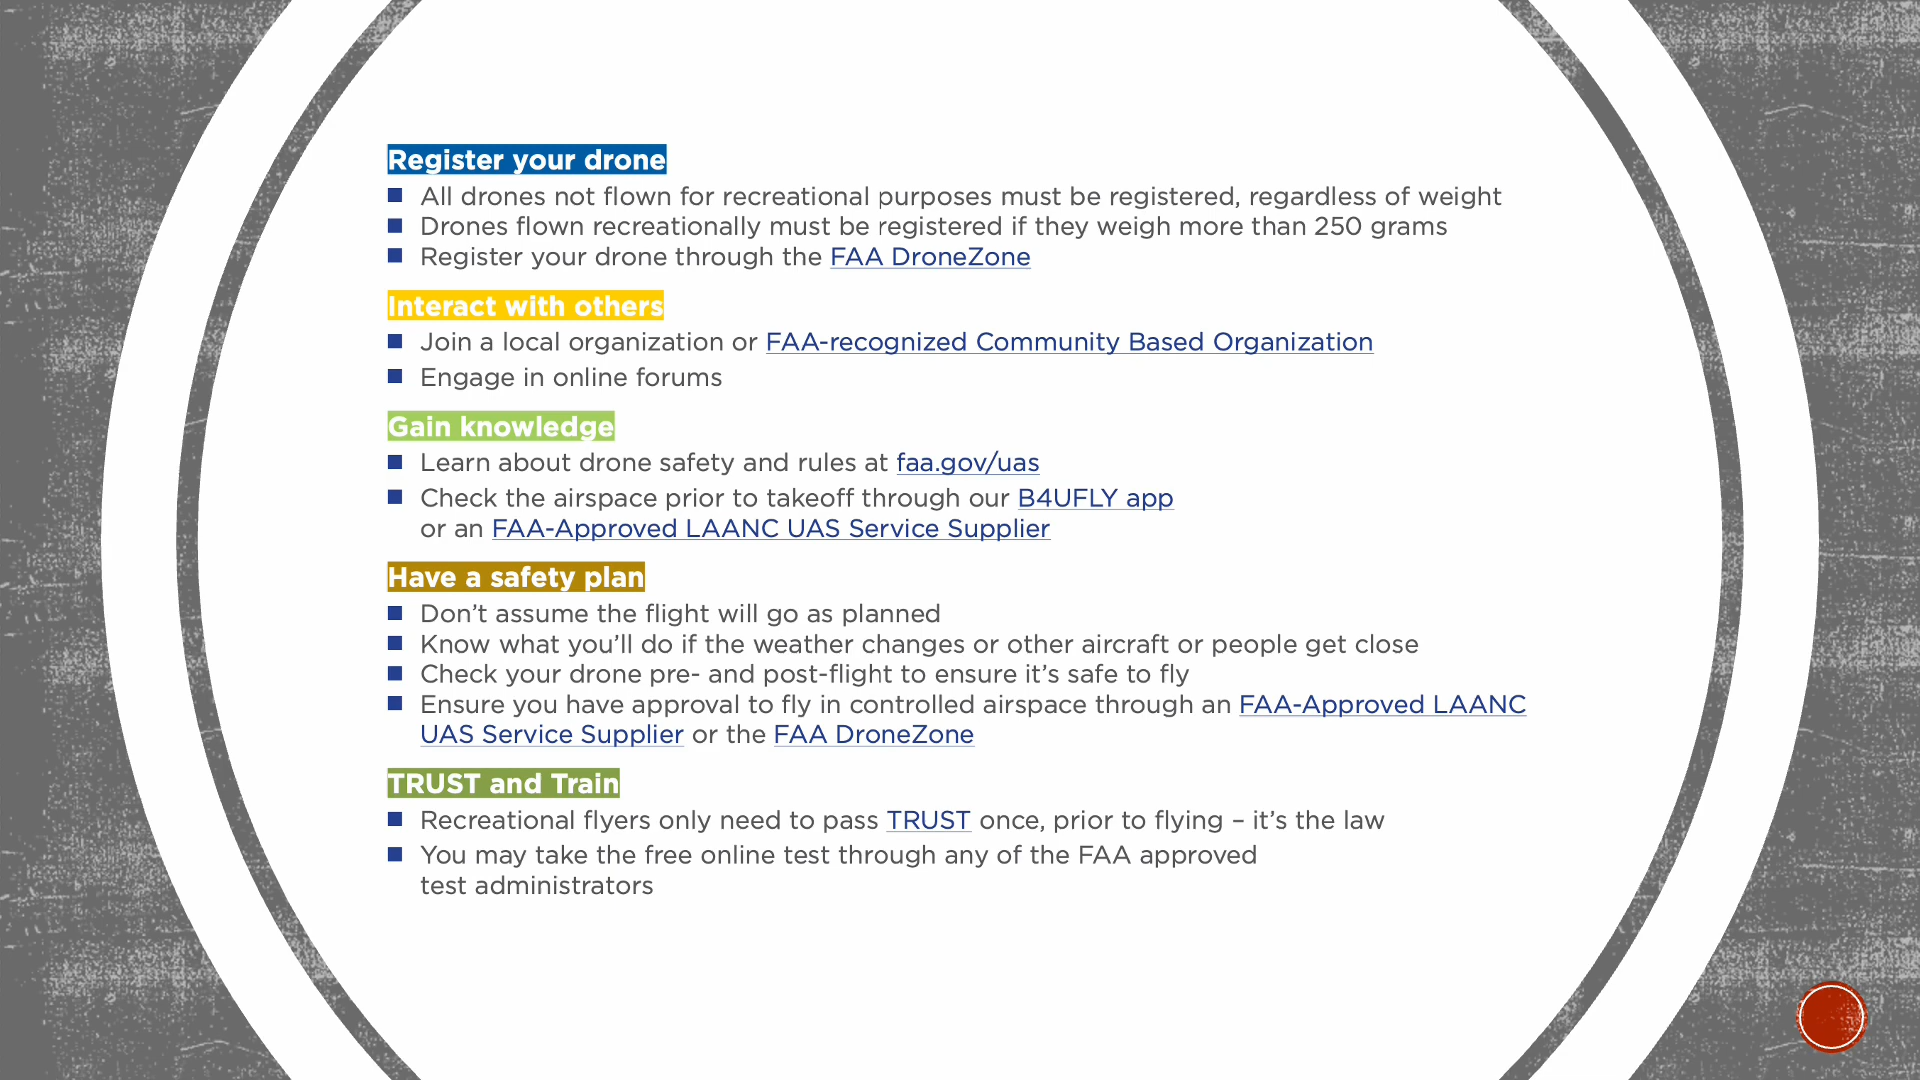 Register your drone
All drones not flown for recreational purposes must be registered, regardless of weight
Drones flown recreationally must be registered if they weigh more than 250 grams
Register your drone through the FAA DroneZone
Interact with others
Join a local organization or FAA-recognized Community Based Organization
Engage in online forums
Gain knowledge
Learn about drone safety and rules at faa.gov/uas
Check the airspace prior to takeoff through our B4UFLY app
or an FAA-Approved LAANC UAS Service Supplier
Have a safety plan
Don’t assume the flight will go as planned
Know what you’ll do if the weather changes or other aircraft or people get close
Check your drone pre- and post-flight to ensure it’s safe to fly
Ensure you have approval to fly in controlled airspace through an FAA-Approved LAANC
UAS Service Supplier or the FAA DroneZone
TRUST and Train
Recreational flyers only need to pass TRUST once, prior to flying – it’s the law
You may take the free online test through any of the FAA approved
test administrators